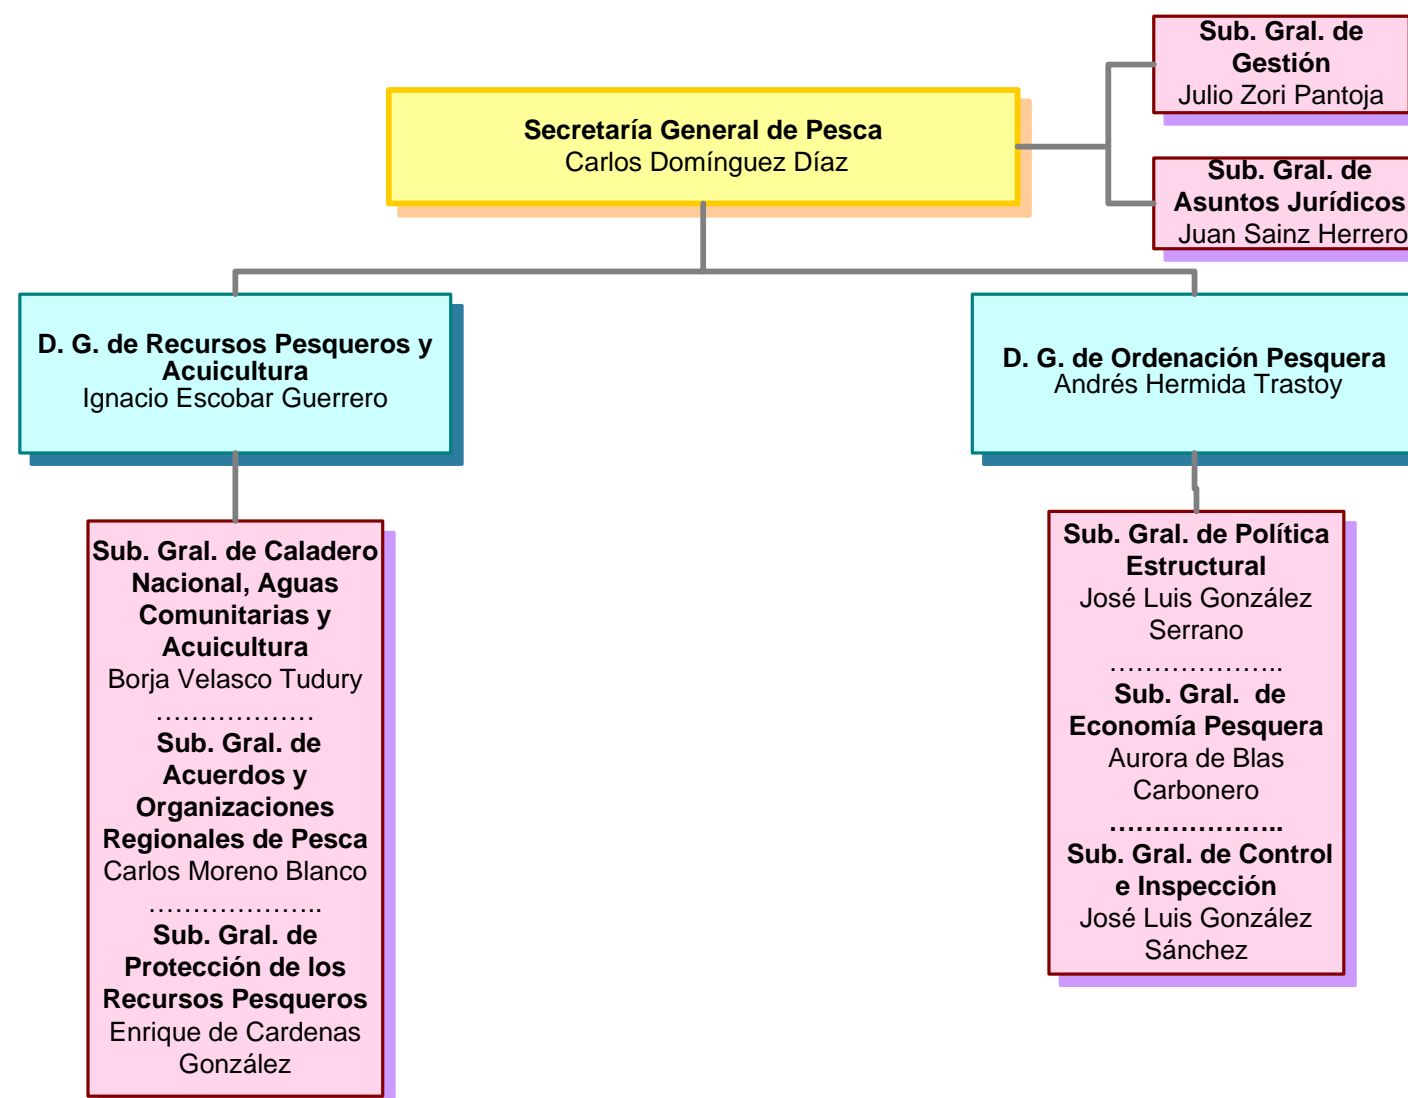 Sub. Gral. de
Gestión
Julio Zori Pantoja
Secretaría General de Pesca
Carlos Domínguez Díaz
Sub. Gral. de
Asuntos Jurídicos
Juan Sainz Herrero
D. G. de Recursos Pesqueros y
Acuicultura
Ignacio Escobar Guerrero
D. G. de Ordenación Pesquera
Andrés Hermida Trastoy
Sub. Gral. de Caladero
Nacional, Aguas
Comunitarias y
Acuicultura
Borja Velasco Tudury
………………
Sub. Gral. de
Acuerdos y
Organizaciones
Regionales de Pesca
Carlos Moreno Blanco
………………..
Sub. Gral. de
Protección de los
Recursos Pesqueros
Enrique de Cardenas
González
Sub. Gral. de Política
Estructural
José Luis González
Serrano
………………..
Sub. Gral.  de
Economía Pesquera
Aurora de Blas
Carbonero
………………..
Sub. Gral. de Control
e Inspección
José Luis González
Sánchez